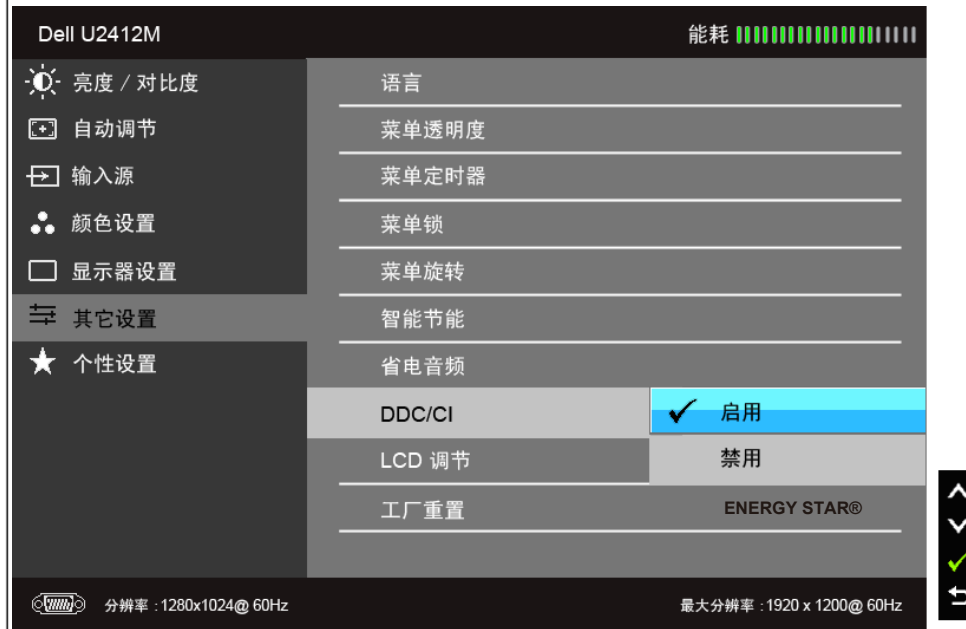 Dell U2412M
能耗
亮度 / 对比度
自动调节
输入源
颜色设置
显示器设置
其它设置
个性设置
语言
菜单透明度
菜单定时器
菜单锁
菜单旋转
智能节能
省电音频
DDC/CI
启用
禁用
LCD 调节
工厂重置
ENERGY STAR®
分辨率 : 1280x1024@ 60Hz
最大分辨率 : 1920 x 1200@ 60Hz